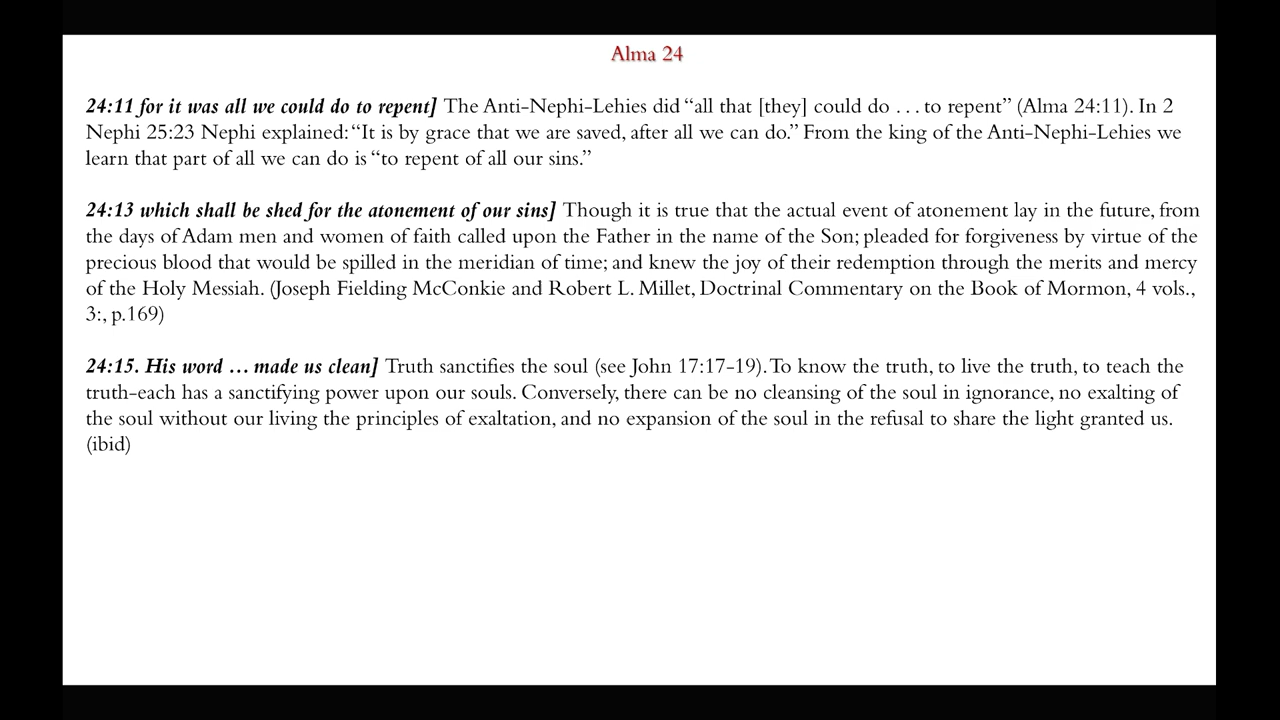 Alma 24
24:11 for it was all we could do to repent] The Anti-Nephi-Lehies did “all that [they] could do . . . to repent” (Alma 24:11). In 2
Nephi 25:23 Nephi explained: “It is by grace that we are saved, after all we can do.” From the king of the Anti-Nephi-Lehies we
learn that part of all we can do is “to repent of all our sins.”
24:13 which shall be shed for the atonement of our sins] Though it is true that the actual event of atonement lay in the future, from
the days of Adam men and women of faith called upon the Father in the name of the Son; pleaded for forgiveness by virtue of the
precious blood that would be spilled in the meridian of time; and knew the joy of their redemption through the merits and mercy
of the Holy Messiah. (Joseph Fielding McConkie and Robert L. Millet, Doctrinal Commentary on the Book of Mormon, 4 vols.,
3:, p.169)
24:15. His word … made us clean] Truth sanctifies the soul (see John 17:17-19). To know the truth, to live the truth, to teach the
truth-each has a sanctifying power upon our souls. Conversely, there can be no cleansing of the soul in ignorance, no exalting of
the soul without our living the principles of exaltation, and no expansion of the soul in the refusal to share the light granted us.
(ibid)